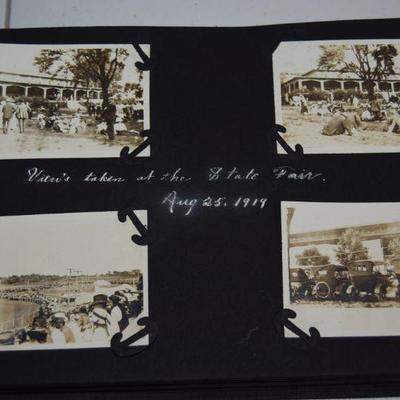 View's taken at the State Fair.
Aug 25, 1919